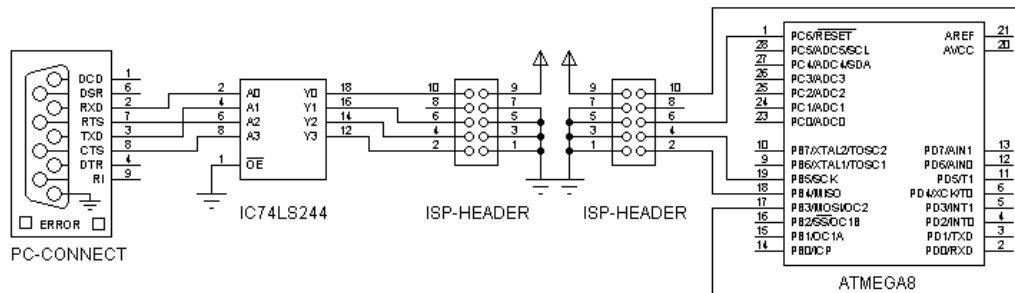 DCD 1
DSR 6
RXD 2
RTS 7
TXD 3
CTS 8
DTR 4
RI 9
ERROR
PC-CONNECT
2 A0 Y0 18
4 A1 Y1 16
6 A2 Y2 14
8 A3 Y3 12
1 OE
IC74LS244
10 9
8 7
6 5
4 3
2 1
ISP-HEADER
9 10
7 8
5 6
3 4
1 2
ISP-HEADER
1 PC6/RESET AREF 21
28 PC5/ADC5/SCL AVCC 20
27 PC4/ADC4/SDA
26 PC3/ADC3
25 PC2/ADC2
24 PC1/ADC1
23 PC0/ADC0
10 PB7/XTAL2/TOSC2 PD7/AIN1 13
9 PB6/XTAL1/TOSC1 PD6/AIN0 12
19 PB5/SCK PD5/T1 11
18 PB4/MISO PD4/XCK/T0 6
17 PB3/MOSI/OC2 PD3/INT1 5
16 PB2/SS/OC1B PD2/INT0 4
15 PB1/OC1A PD1/TXD 3
14 PB0/ICP PD0/RXD 2
ATMEGA8